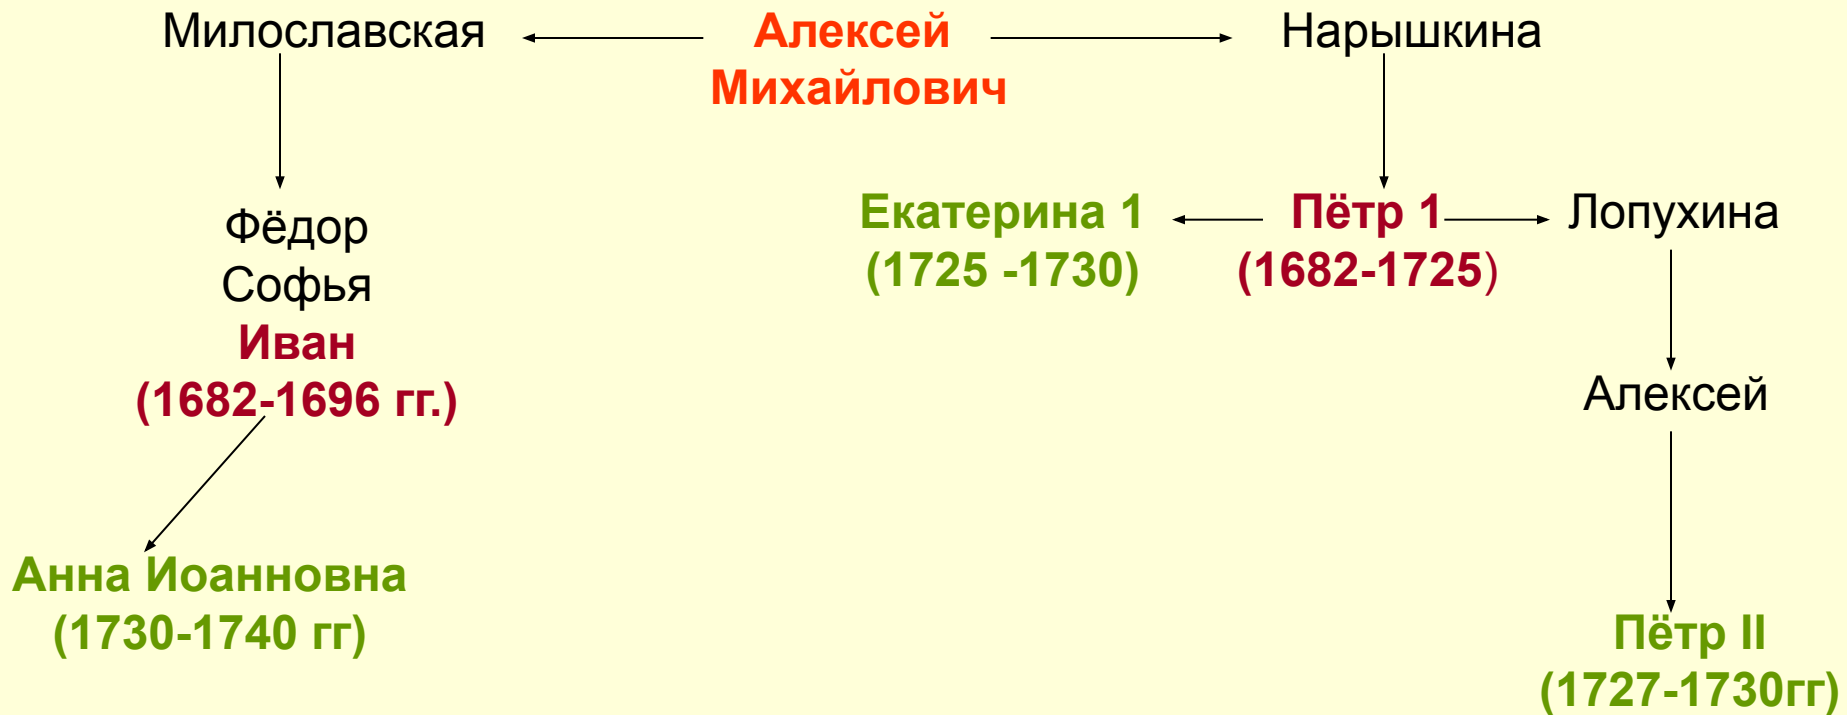 Милославская
Алексей
Михайлович
Нарышкина
Фёдор
Софья
Иван
(1682-1696 гг.)
Екатерина 1
(1725 -1730)
Пётр 1
(1682-1725)
Лопухина
Алексей
Анна Иоанновна
(1730-1740 гг)
Пётр II
(1727-1730гг)